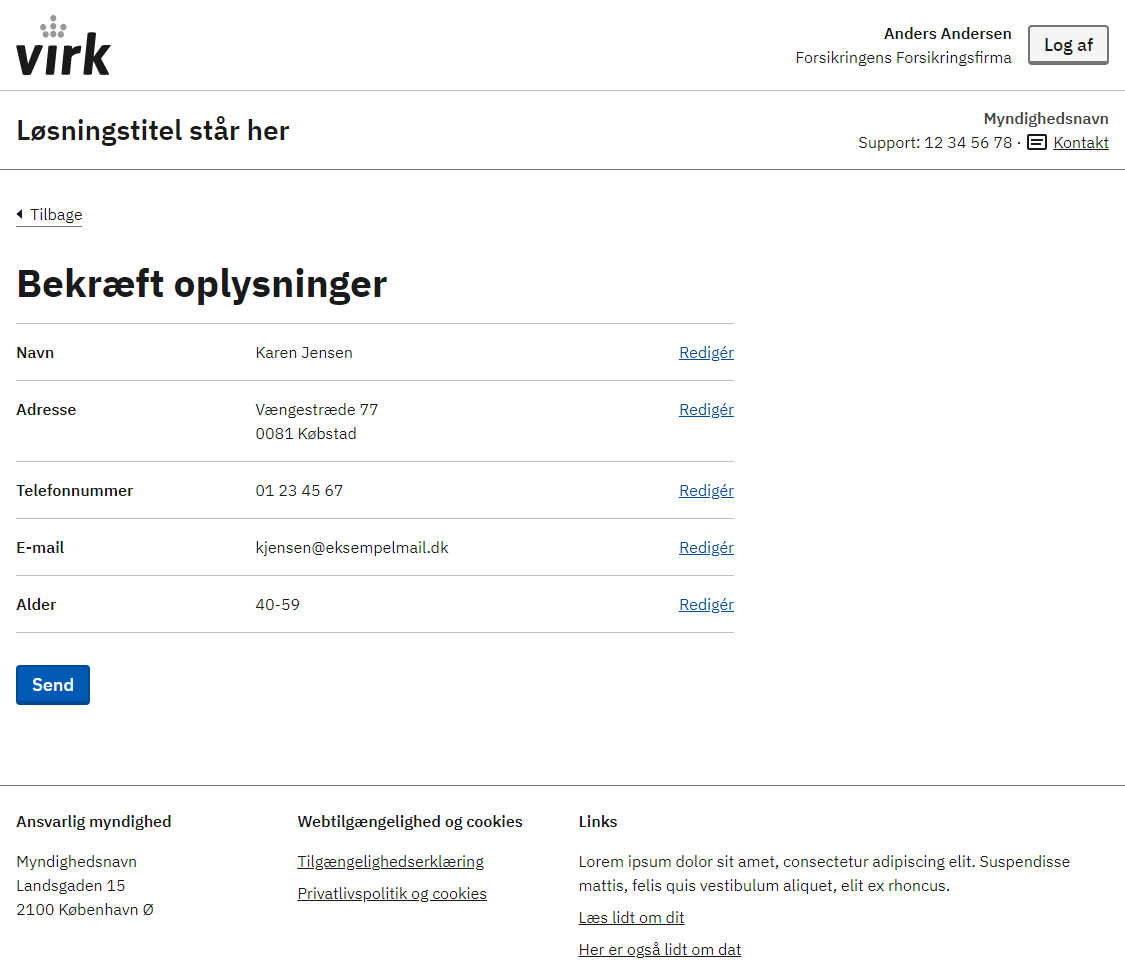 virk
Anders Andersen
Forsikringens Forsikringsfirma
Log af
Løsningstitel står her
Myndighedsnavn
Support: 12 34 56 78 · Kontakt
Tilbage
Bekræft oplysninger
Navn Karen Jensen Redigér
Adresse Vængestræde 77 Redigér
0081 Købstad
Telefonnummer 01 23 45 67 Redigér
E-mail kjensen@eksempelmail.dk Redigér
Alder 40-59 Redigér
Send
Ansvarlig myndighed
Myndighedsnavn
Landsgaden 15
2100 København Ø
Webtilgængelighed og cookies
Tilgængelighedserklæring
Privatlivspolitik og cookies
Links
Lorem ipsum dolor sit amet, consectetur adipiscing elit. Suspendisse
mattis, felis quis vestibulum aliquet, elit ex rhoncus.
Læs lidt om dit
Her er også lidt om dat